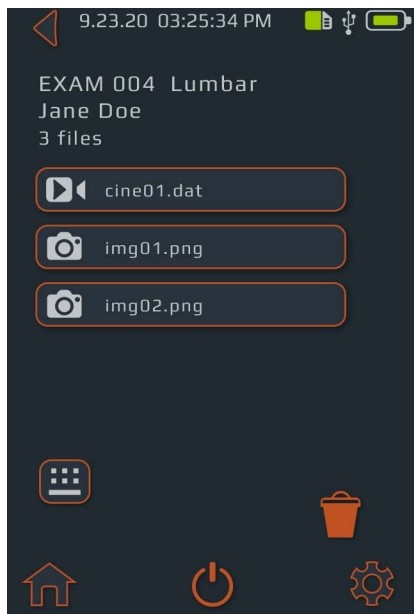 9.23.20 03:25:34 PM
EXAM 004 Lumbar
Jane Doe
3 files
cine01.dat
img01.png
img02.png